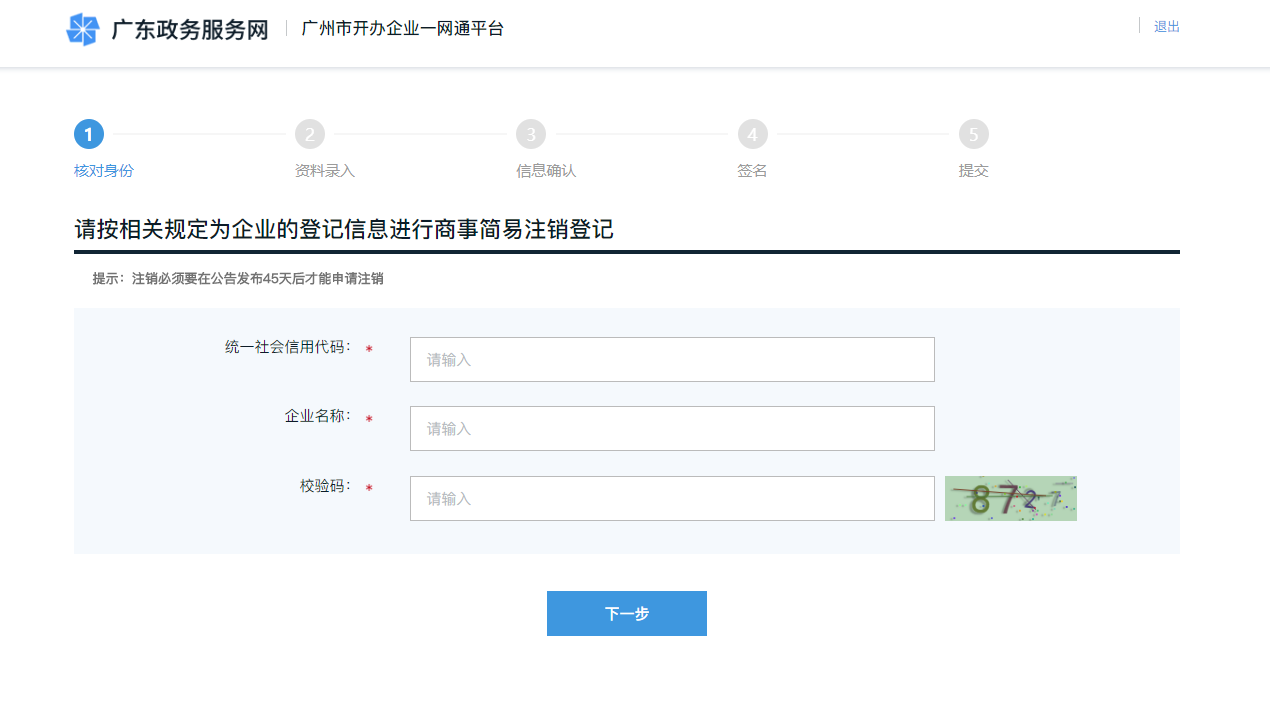 广东政务服务网 广州市开办企业一网通平台 退出
1 2 3 4 5
核对身份 资料录入 信息确认 签名 提交
请按相关规定为企业的登记信息进行商事简易注销登记
提示：注销必须要在公告发布45天后才能申请注销
统一社会信用代码： * 请输入
企业名称： * 请输入
校验码： * 请输入 8727
下一步